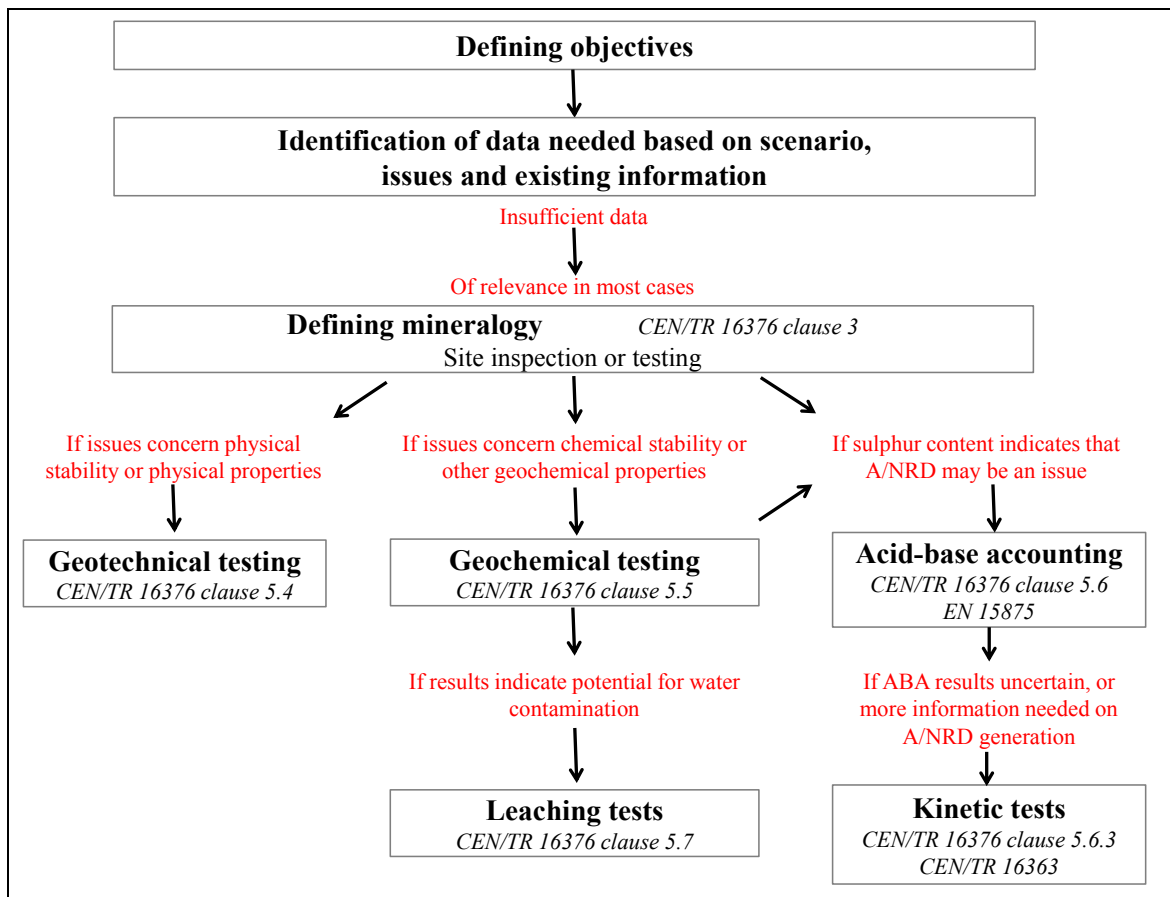 Defining objectives
Identification of data needed based on scenario,
issues and existing information
Insufficient data
Of relevance in most cases
Defining mineralogy CEN/TR 16376 clause 3
Site inspection or testing
If issues concern physical
stability or physical properties
If issues concern chemical stability or
other geochemical properties
If sulphur content indicates that
A/NRD may be an issue
Geotechnical testing
CEN/TR 16376 clause 5.4
Geochemical testing
CEN/TR 16376 clause 5.5
Acid-base accounting
CEN/TR 16376 clause 5.6
EN 15875
If results indicate potential for water
contamination
If ABA results uncertain, or
more information needed on
A/NRD generation
Leaching tests
CEN/TR 16376 clause 5.7
Kinetic tests
CEN/TR 16376 clause 5.6.3
CEN/TR 16363